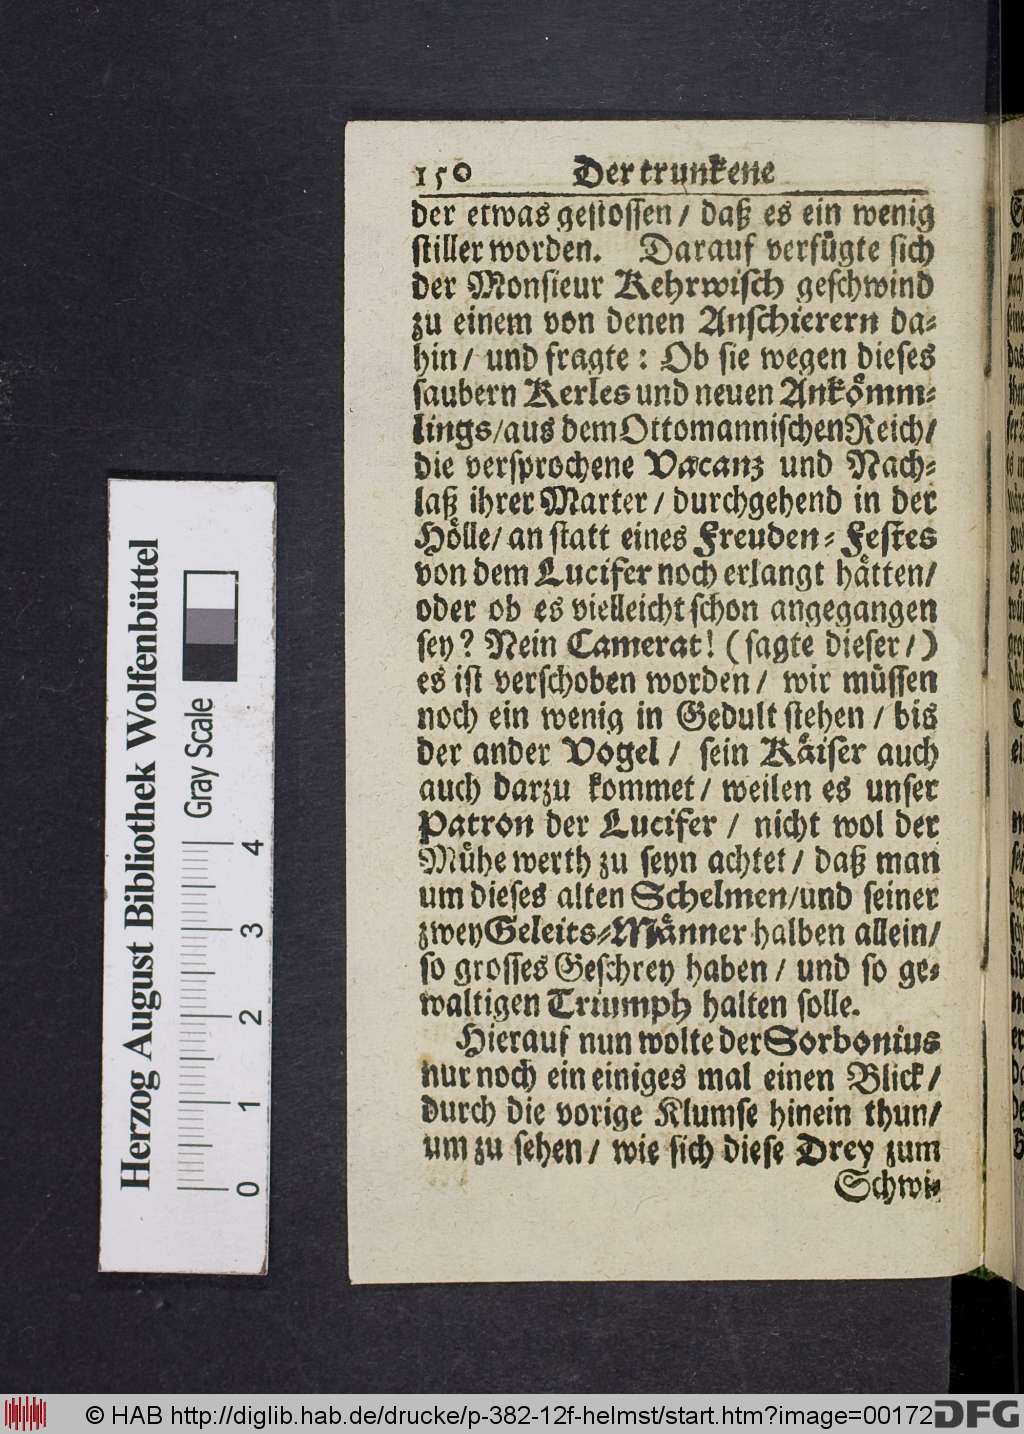 150 Der trunkene
der etwas gestossen / daß es ein wenig
stiller worden. Darauf verfügte sich
der Monsieur Kehrwisch geschwind
zu einem von denen Anschierern da=
hin / und fragte : Ob sie wegen dieses
saubern Kerles und neuen Ankömm=
lings / aus dem Ottomannischen Reich /
die versprochene Vacanz und Nach=
laß ihrer Marter / durchgehend in der
Hölle / an statt eines Freuden= Festes
von dem Lucifer noch erlangt hätten /
oder ob es vielleicht schon angegangen
sey ? Nein Camerat! ( sagte dieser / )
es ist verschoben worden / wir müssen
noch ein wenig in Gedult stehen / bis
der ander Vogel / sein Käiser auch
auch darzu kommet / weilen es unser
Patron der Lucifer / nicht wol der
Mühe werth zu seyn achtet / daß man
um dieses alten Schelmen / und seiner
zwey Geleits=Männer halben allein /
so grosses Geschrey haben / und so ge=
waltigen Triumph halten solle.
Hierauf nun wolte der Sorbonius
nur noch ein einiges mal einen Blick /
durch die vorige Klumse hinein thun /
um zu sehen / wie sich diese Drey zum
Schwi=
Herzog August Bibliothek Wolfenbüttel
Gray Scale
0 1 2 3 4
© HAB http://diglib.hab.de/drucke/p-382-12f-helmst/start.htm?image=00172
DFG